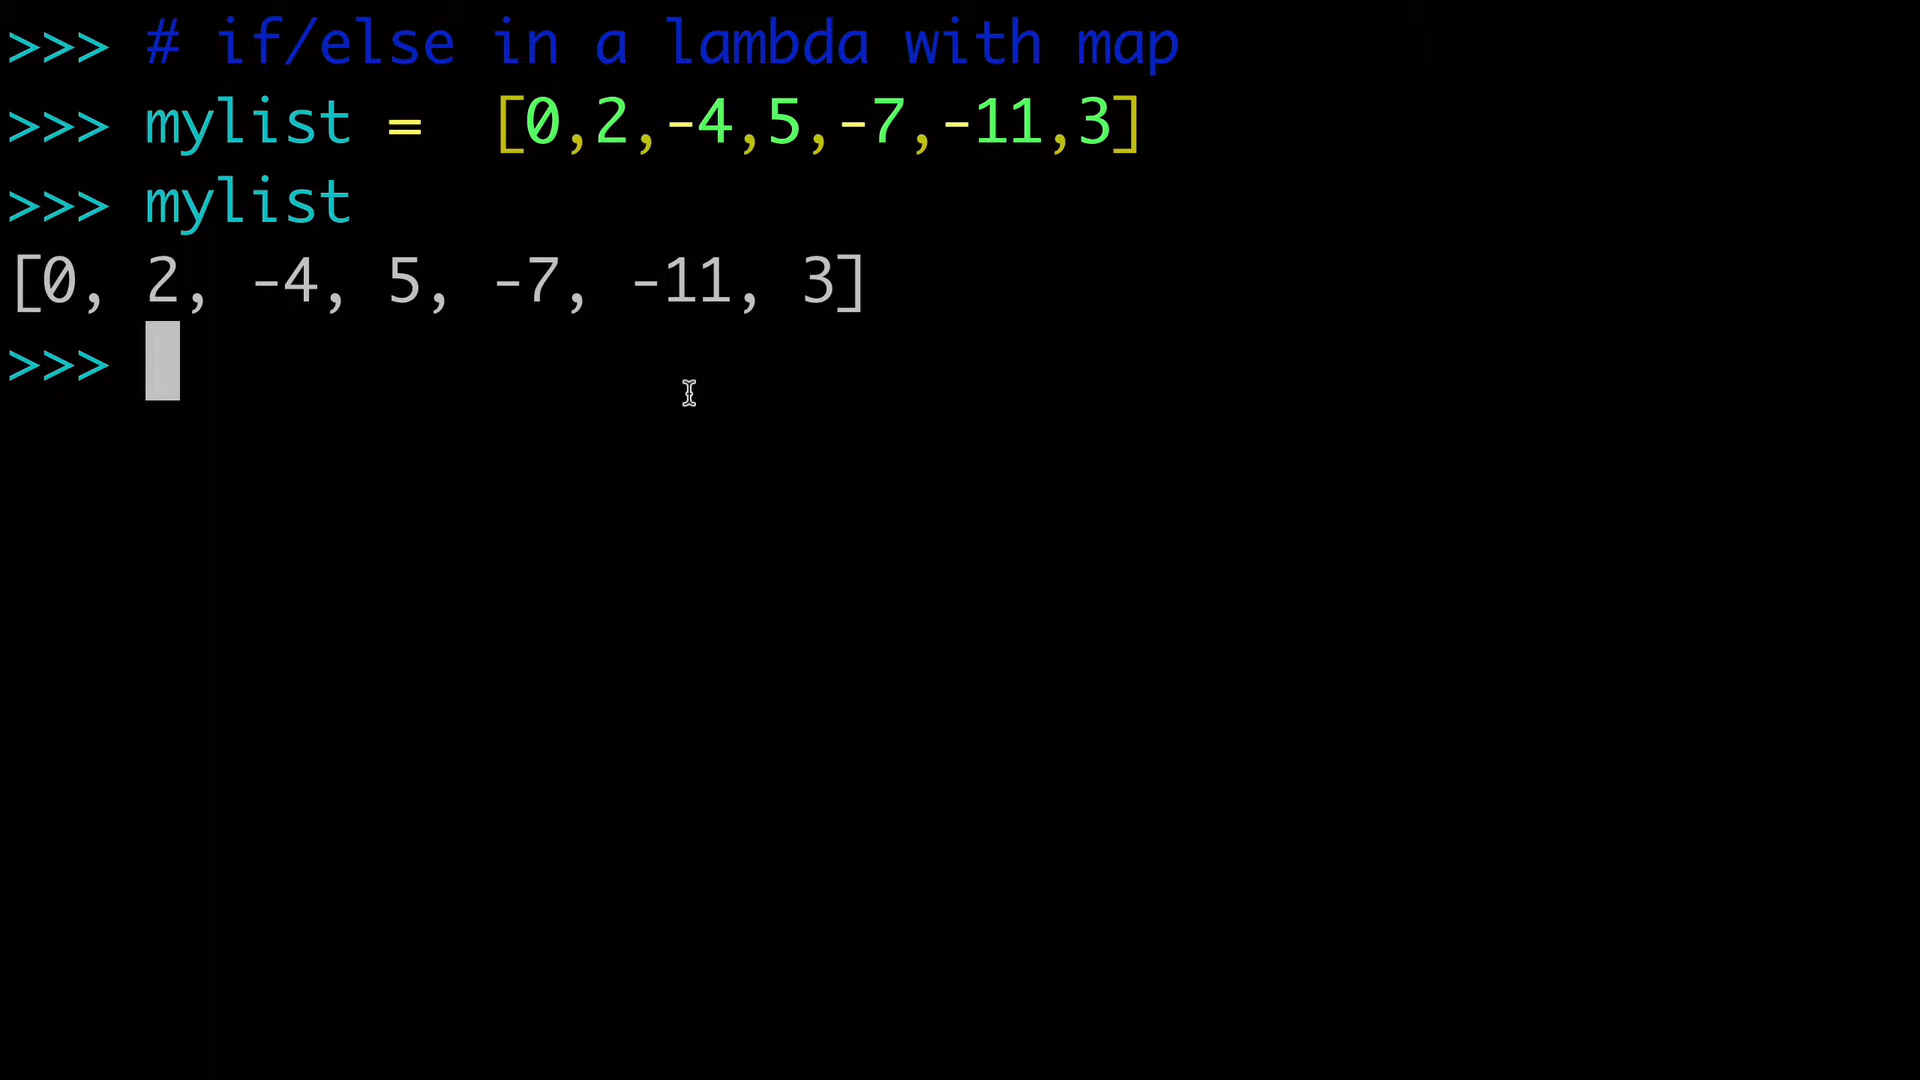 >>> # if/else in a lambda with map
>>> mylist =  [0,2,-4,5,-7,-11,3]
>>> mylist
[0, 2, -4, 5, -7, -11, 3]
>>>